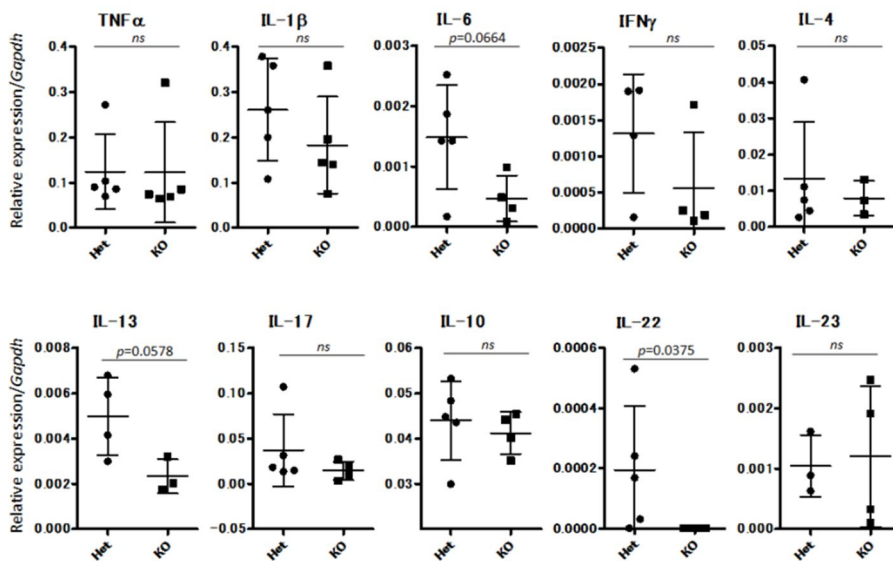 TNFα IL-1β IL-6 IFNγ IL-4
ns ns p=0.0664 ns ns
Relative expression/Gapdh
0.4 0.4 0.003 0.0025 0.05
0.3 0.3 0.002 0.0020 0.04
0.2 0.2 0.001 0.0015 0.03
0.1 0.1 0.000 0.0010 0.02
0.0 0.0 0.0005 0.01
0.0000 0.00
Het KO Het KO Het KO Het KO Het KO
IL-13 IL-17 IL-10 IL-22 IL-23
p=0.0578 ns ns p=0.0375 ns
Relative expression/Gapdh
0.008 0.15 0.06 0.0006 0.003
0.006 0.10 0.05 0.0004 0.002
0.004 0.05 0.04 0.0002 0.001
0.002 0.00 0.03 0.0000 0.000
0.000 −0.05
Het KO Het KO Het KO Het KO Het KO